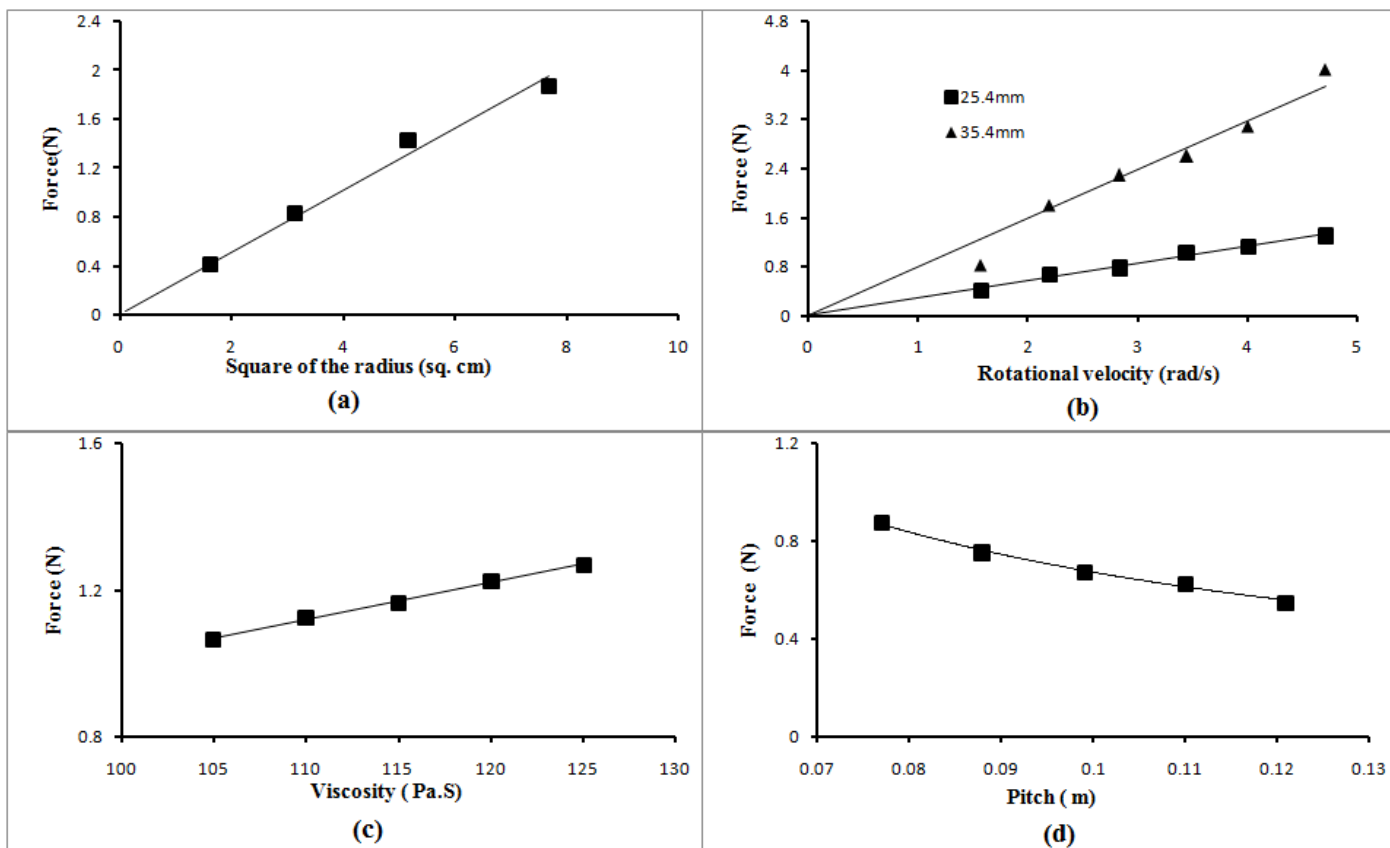 2.4
2
1.6
1.2
0.8
0.4
0
Force(N)
0 2 4 6 8 10
Square of the radius (sq. cm)
(a)
4.8
4
3.2
2.4
1.6
0.8
0
Force (N)
25.4mm
35.4mm
0 1 2 3 4 5
Rotational velocity (rad/s)
(b)
1.6
1.2
0.8
Force (N)
100 105 110 115 120 125 130
Viscosity ( Pa.S)
(c)
1.2
0.8
0.4
0
Force (N)
0.07 0.08 0.09 0.1 0.11 0.12 0.13
Pitch ( m)
(d)